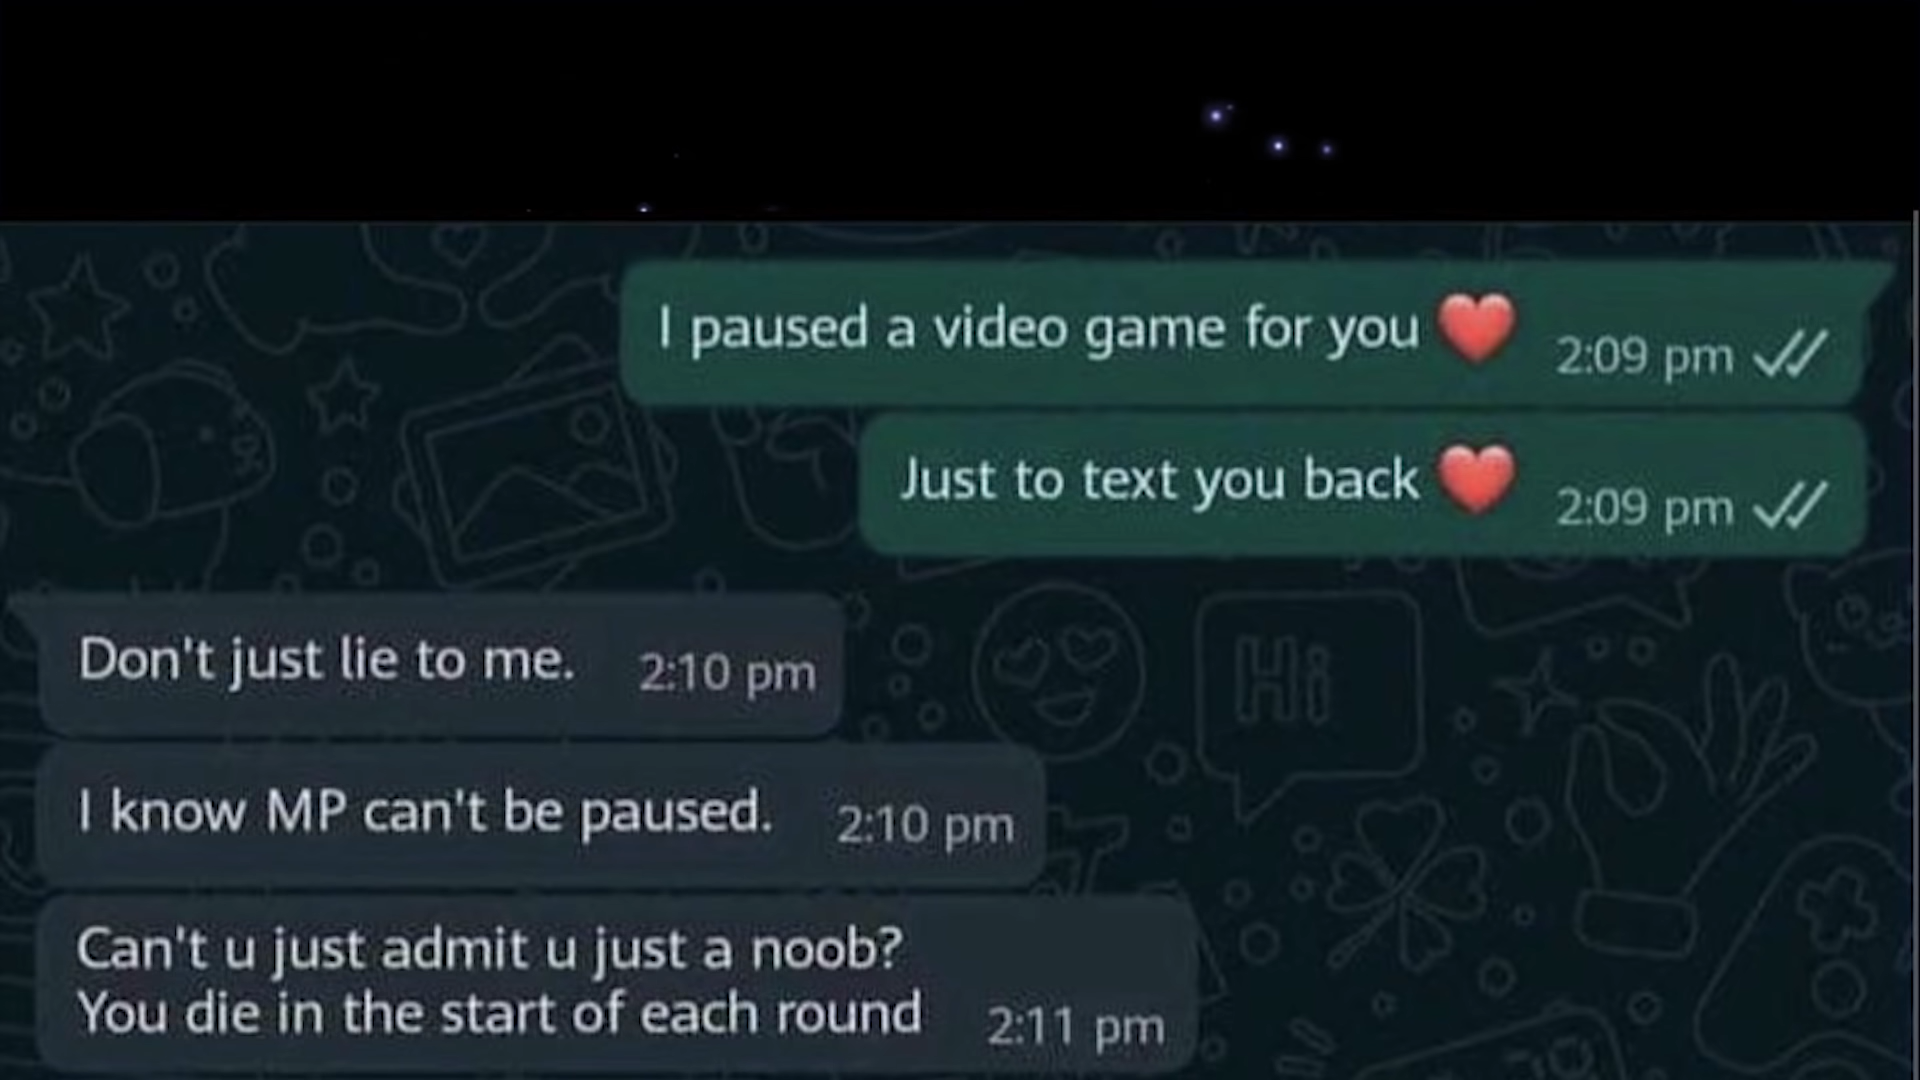 I paused a video game for you ❤️ 2:09 pm
Just to text you back ❤️ 2:09 pm
Don't just lie to me. 2:10 pm
Hi
I know MP can't be paused. 2:10 pm
Can't u just admit u just a noob?
You die in the start of each round 2:11 pm